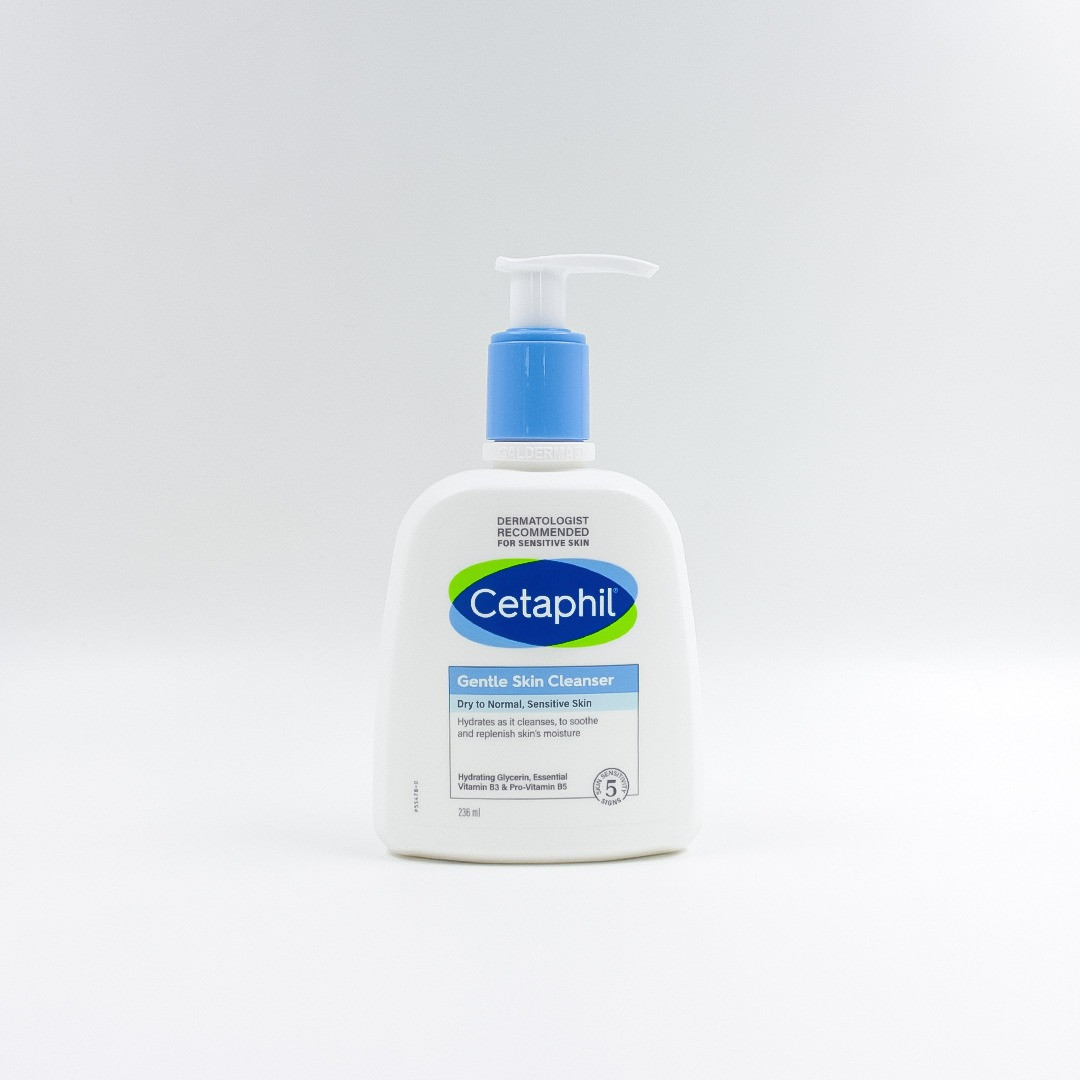 GALDERMA
DERMATOLOGIST
RECOMMENDED
FOR SENSITIVE SKIN
Cetaphil®
Gentle Skin Cleanser
Dry to Normal, Sensitive Skin
Hydrates as it cleanses, to soothe
and replenish skin's moisture
Hydrating Glycerin, Essential
Vitamin B3 & Pro-Vitamin B5
SKIN SENSITIVITY
5
SIGNS
236 ml